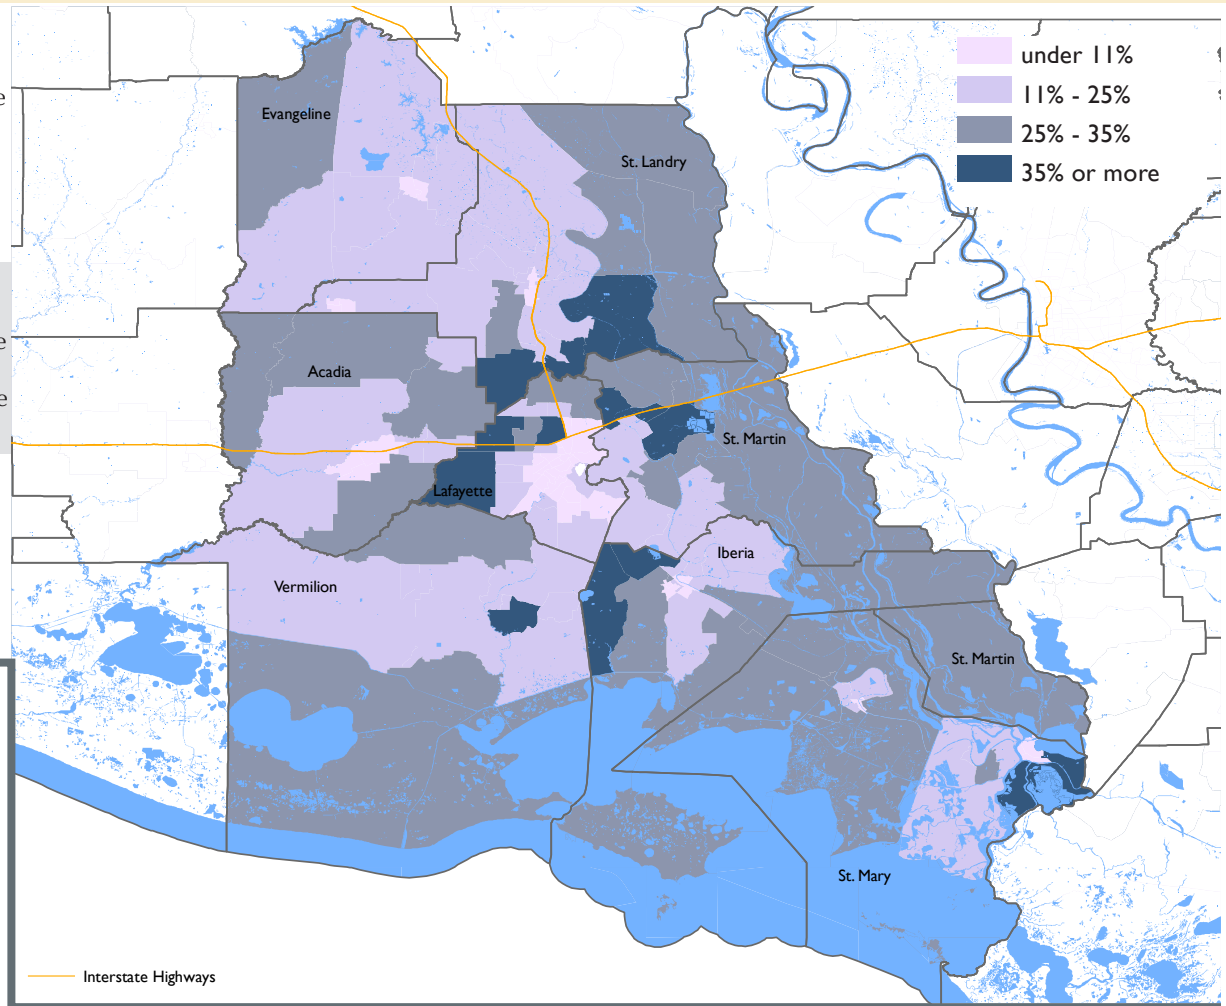 under 11%
11% - 25%
25% - 35%
35% or more
Evangeline
St. Landry
Acadia
St. Martin
Lafayette
Iberia
Vermilion
St. Martin
St. Mary
Interstate Highways